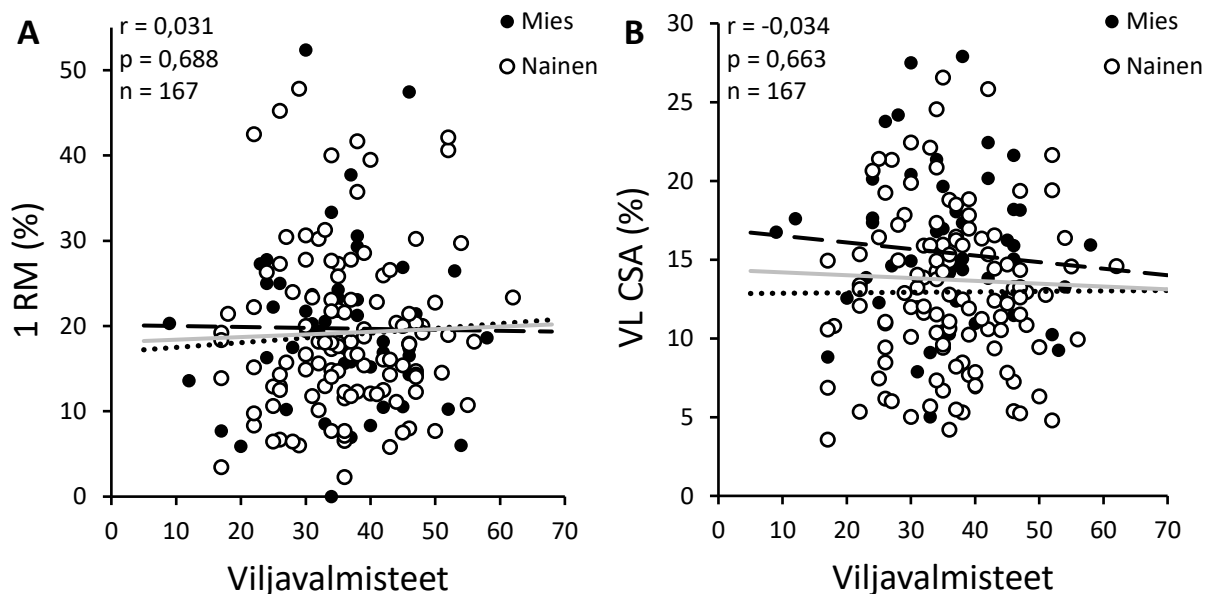 A
r = 0,031
p = 0,688
n = 167
Mies
Nainen
1 RM (%)
50
40
30
20
10
0
0 10 20 30 40 50 60 70
Viljavalmisteet
B
r = -0,034
p = 0,663
n = 167
Mies
Nainen
VL CSA (%)
30
25
20
15
10
5
0
0 10 20 30 40 50 60 70
Viljavalmisteet